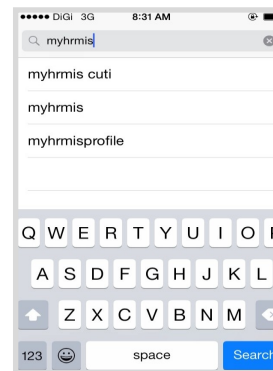 DiGi 3G 8:31 AM
myhrmis
myhrmis cuti
myhrmis
myhrmisprofile
Q W E R T Y U I O P
A S D F G H J K L
Z X C V B N M
123 space Search